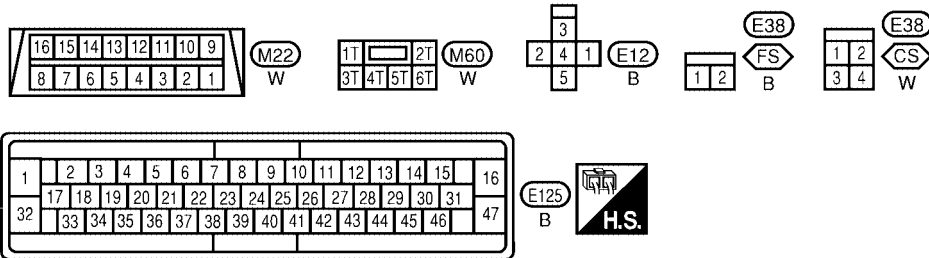 16 15 14 13 12 11 10 9
8 7 6 5 4 3 2 1
M22
W
1T 2T
3T 4T 5T 6T
M60
W
3
2 4 1
5
E12
B
1 2
E38
FS
B
1 2
3 4
E38
CS
W
1 2 3 4 5 6 7 8 9 10 11 12 13 14 15 16
17 18 19 20 21 22 23 24 25 26 27 28 29 30 31
32 33 34 35 36 37 38 39 40 41 42 43 44 45 46 47
E125
B
H.S.